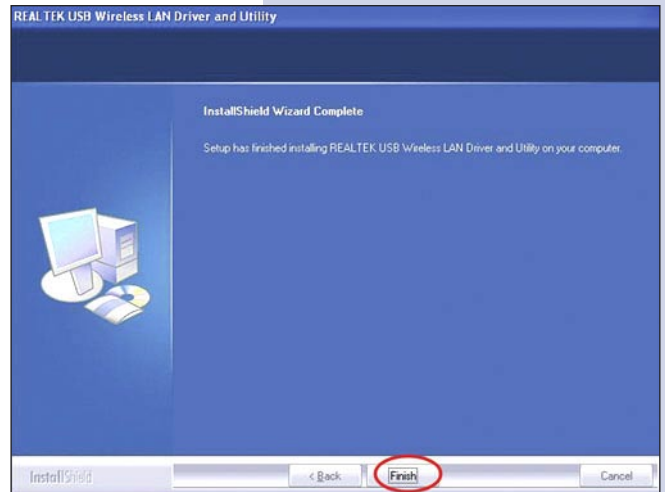 REALTEK USB Wireless LAN Driver and Utility
InstallShield Wizard Complete
Setup has finished installing REALTEK USB Wireless LAN Driver and Utility on your computer.
InstallShield
< Back
Finish
Cancel